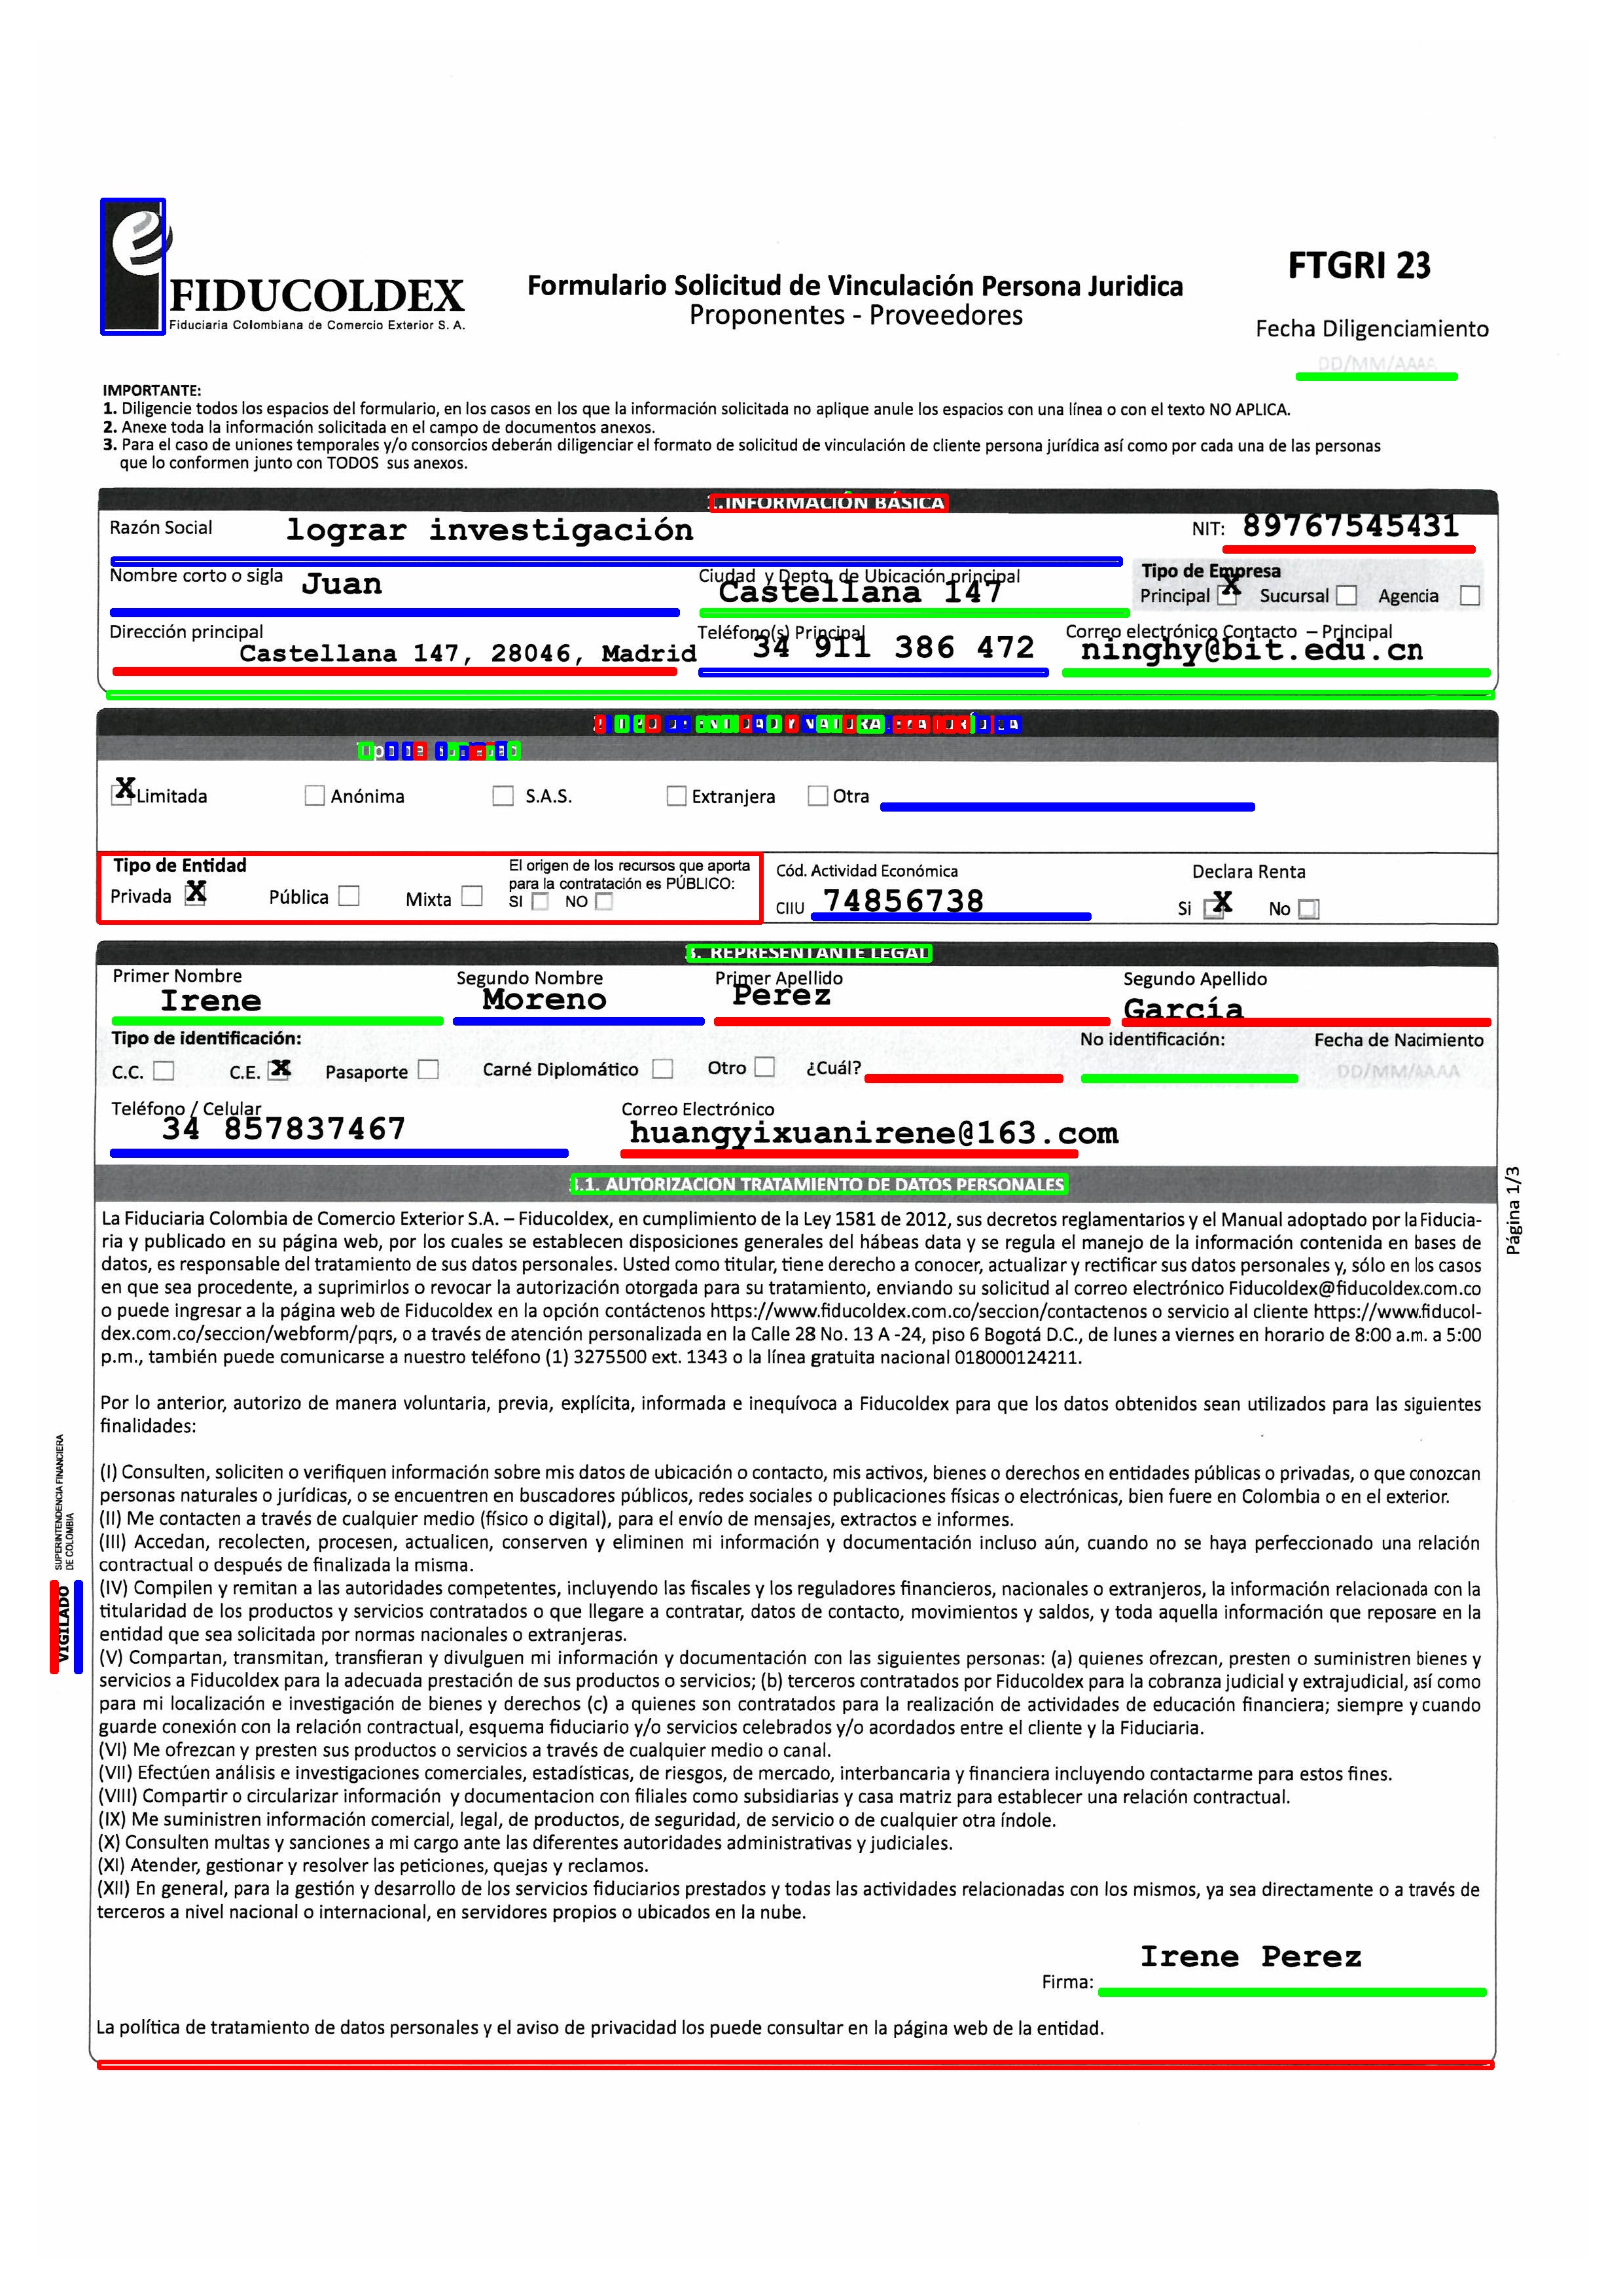 FIDUCOLDEX
Fiduciaria Colombiana de Comercio Exterior S. A.
Formulario Solicitud de Vinculación Persona Juridica
Proponentes - Proveedores
FTGRI 23
Fecha Diligenciamiento
DD/MM/AAAA
IMPORTANTE:
1. Diligencie todos los espacios del formulario, en los casos en los que la información solicitada no aplique anule los espacios con una línea o con el texto NO APLICA.
2. Anexe toda la información solicitada en el campo de documentos anexos.
3. Para el caso de uniones temporales y/o consorcios deberán diligenciar el formato de solicitud de vinculación de cliente persona jurídica así como por cada una de las personas
que lo conformen junto con TODOS sus anexos.
1. INFORMACIÓN BÁSICA
Razón Social lograr investigación NIT: 89767545431
Nombre corto o sigla Juan Ciudad y Depto. de Ubicación principal Castellana 147
Tipo de Empresa
Principal X Sucursal Agencia
Dirección principal Castellana 147, 28046, Madrid
Teléfono(s) Principal 34 911 386 472
Correo electrónico Contacto – Principal ninghy@bit.edu.cn
X Limitada Anónima S.A.S. Extranjera Otra
Tipo de Entidad
Privada X Pública Mixta
El origen de los recursos que aporta
para la contratación es PÚBLICO:
SI NO
Cód. Actividad Económica
CIIU 74856738
Declara Renta
Si X No
3. REPRESENTANTE LEGAL
Primer Nombre Segundo Nombre Primer Apellido Segundo Apellido
Irene Moreno Perez García
Tipo de identificación: No identificación: Fecha de Nacimiento
C.C. C.E. X Pasaporte Carné Diplomático Otro ¿Cuál? DD/MM/AAAA
Teléfono / Celular Correo Electrónico
34 857837467 huangyixuanirene@163.com
3.1. AUTORIZACION TRATAMIENTO DE DATOS PERSONALES
La Fiduciaria Colombia de Comercio Exterior S.A. – Fiducoldex, en cumplimiento de la Ley 1581 de 2012, sus decretos reglamentarios y el Manual adoptado por la Fiducia-
ria y publicado en su página web, por los cuales se establecen disposiciones generales del hábeas data y se regula el manejo de la información contenida en bases de
datos, es responsable del tratamiento de sus datos personales. Usted como titular, tiene derecho a conocer, actualizar y rectificar sus datos personales y, sólo en los casos
en que sea procedente, a suprimirlos o revocar la autorización otorgada para su tratamiento, enviando su solicitud al correo electrónico Fiducoldex@fiducoldex.com.co
o puede ingresar a la página web de Fiducoldex en la opción contáctenos https://www.fiducoldex.com.co/seccion/contactenos o servicio al cliente https://www.fiducol-
dex.com.co/seccion/webform/pqrs, o a través de atención personalizada en la Calle 28 No. 13 A -24, piso 6 Bogotá D.C., de lunes a viernes en horario de 8:00 a.m. a 5:00
p.m., también puede comunicarse a nuestro teléfono (1) 3275500 ext. 1343 o la línea gratuita nacional 018000124211.
Por lo anterior, autorizo de manera voluntaria, previa, explícita, informada e inequívoca a Fiducoldex para que los datos obtenidos sean utilizados para las siguientes
finalidades:
(I) Consulten, soliciten o verifiquen información sobre mis datos de ubicación o contacto, mis activos, bienes o derechos en entidades públicas o privadas, o que conozcan
personas naturales o jurídicas, o se encuentren en buscadores públicos, redes sociales o publicaciones físicas o electrónicas, bien fuere en Colombia o en el exterior.
(II) Me contacten a través de cualquier medio (físico o digital), para el envío de mensajes, extractos e informes.
(III) Accedan, recolecten, procesen, actualicen, conserven y eliminen mi información y documentación incluso aún, cuando no se haya perfeccionado una relación
contractual o después de finalizada la misma.
(IV) Compilen y remitan a las autoridades competentes, incluyendo las fiscales y los reguladores financieros, nacionales o extranjeros, la información relacionada con la
titularidad de los productos y servicios contratados o que llegare a contratar, datos de contacto, movimientos y saldos, y toda aquella información que reposare en la
entidad que sea solicitada por normas nacionales o extranjeras.
(V) Compartan, transmitan, transfieran y divulguen mi información y documentación con las siguientes personas: (a) quienes ofrezcan, presten o suministren bienes y
servicios a Fiducoldex para la adecuada prestación de sus productos o servicios; (b) terceros contratados por Fiducoldex para la cobranza judicial y extrajudicial, así como
para mi localización e investigación de bienes y derechos (c) a quienes son contratados para la realización de actividades de educación financiera; siempre y cuando
guarde conexión con la relación contractual, esquema fiduciario y/o servicios celebrados y/o acordados entre el cliente y la Fiduciaria.
(VI) Me ofrezcan y presten sus productos o servicios a través de cualquier medio o canal.
(VII) Efectúen análisis e investigaciones comerciales, estadísticas, de riesgos, de mercado, interbancaria y financiera incluyendo contactarme para estos fines.
(VIII) Compartir o circularizar información y documentacion con filiales como subsidiarias y casa matriz para establecer una relación contractual.
(IX) Me suministren información comercial, legal, de productos, de seguridad, de servicio o de cualquier otra índole.
(X) Consulten multas y sanciones a mi cargo ante las diferentes autoridades administrativas y judiciales.
(XI) Atender, gestionar y resolver las peticiones, quejas y reclamos.
(XII) En general, para la gestión y desarrollo de los servicios fiduciarios prestados y todas las actividades relacionadas con los mismos, ya sea directamente o a través de
terceros a nivel nacional o internacional, en servidores propios o ubicados en la nube.
Irene Perez
Firma:
La política de tratamiento de datos personales y el aviso de privacidad los puede consultar en la página web de la entidad.
Página 1/3
VIGILADO
SUPERINTENDENCIA FINANCIERA
DE COLOMBIA